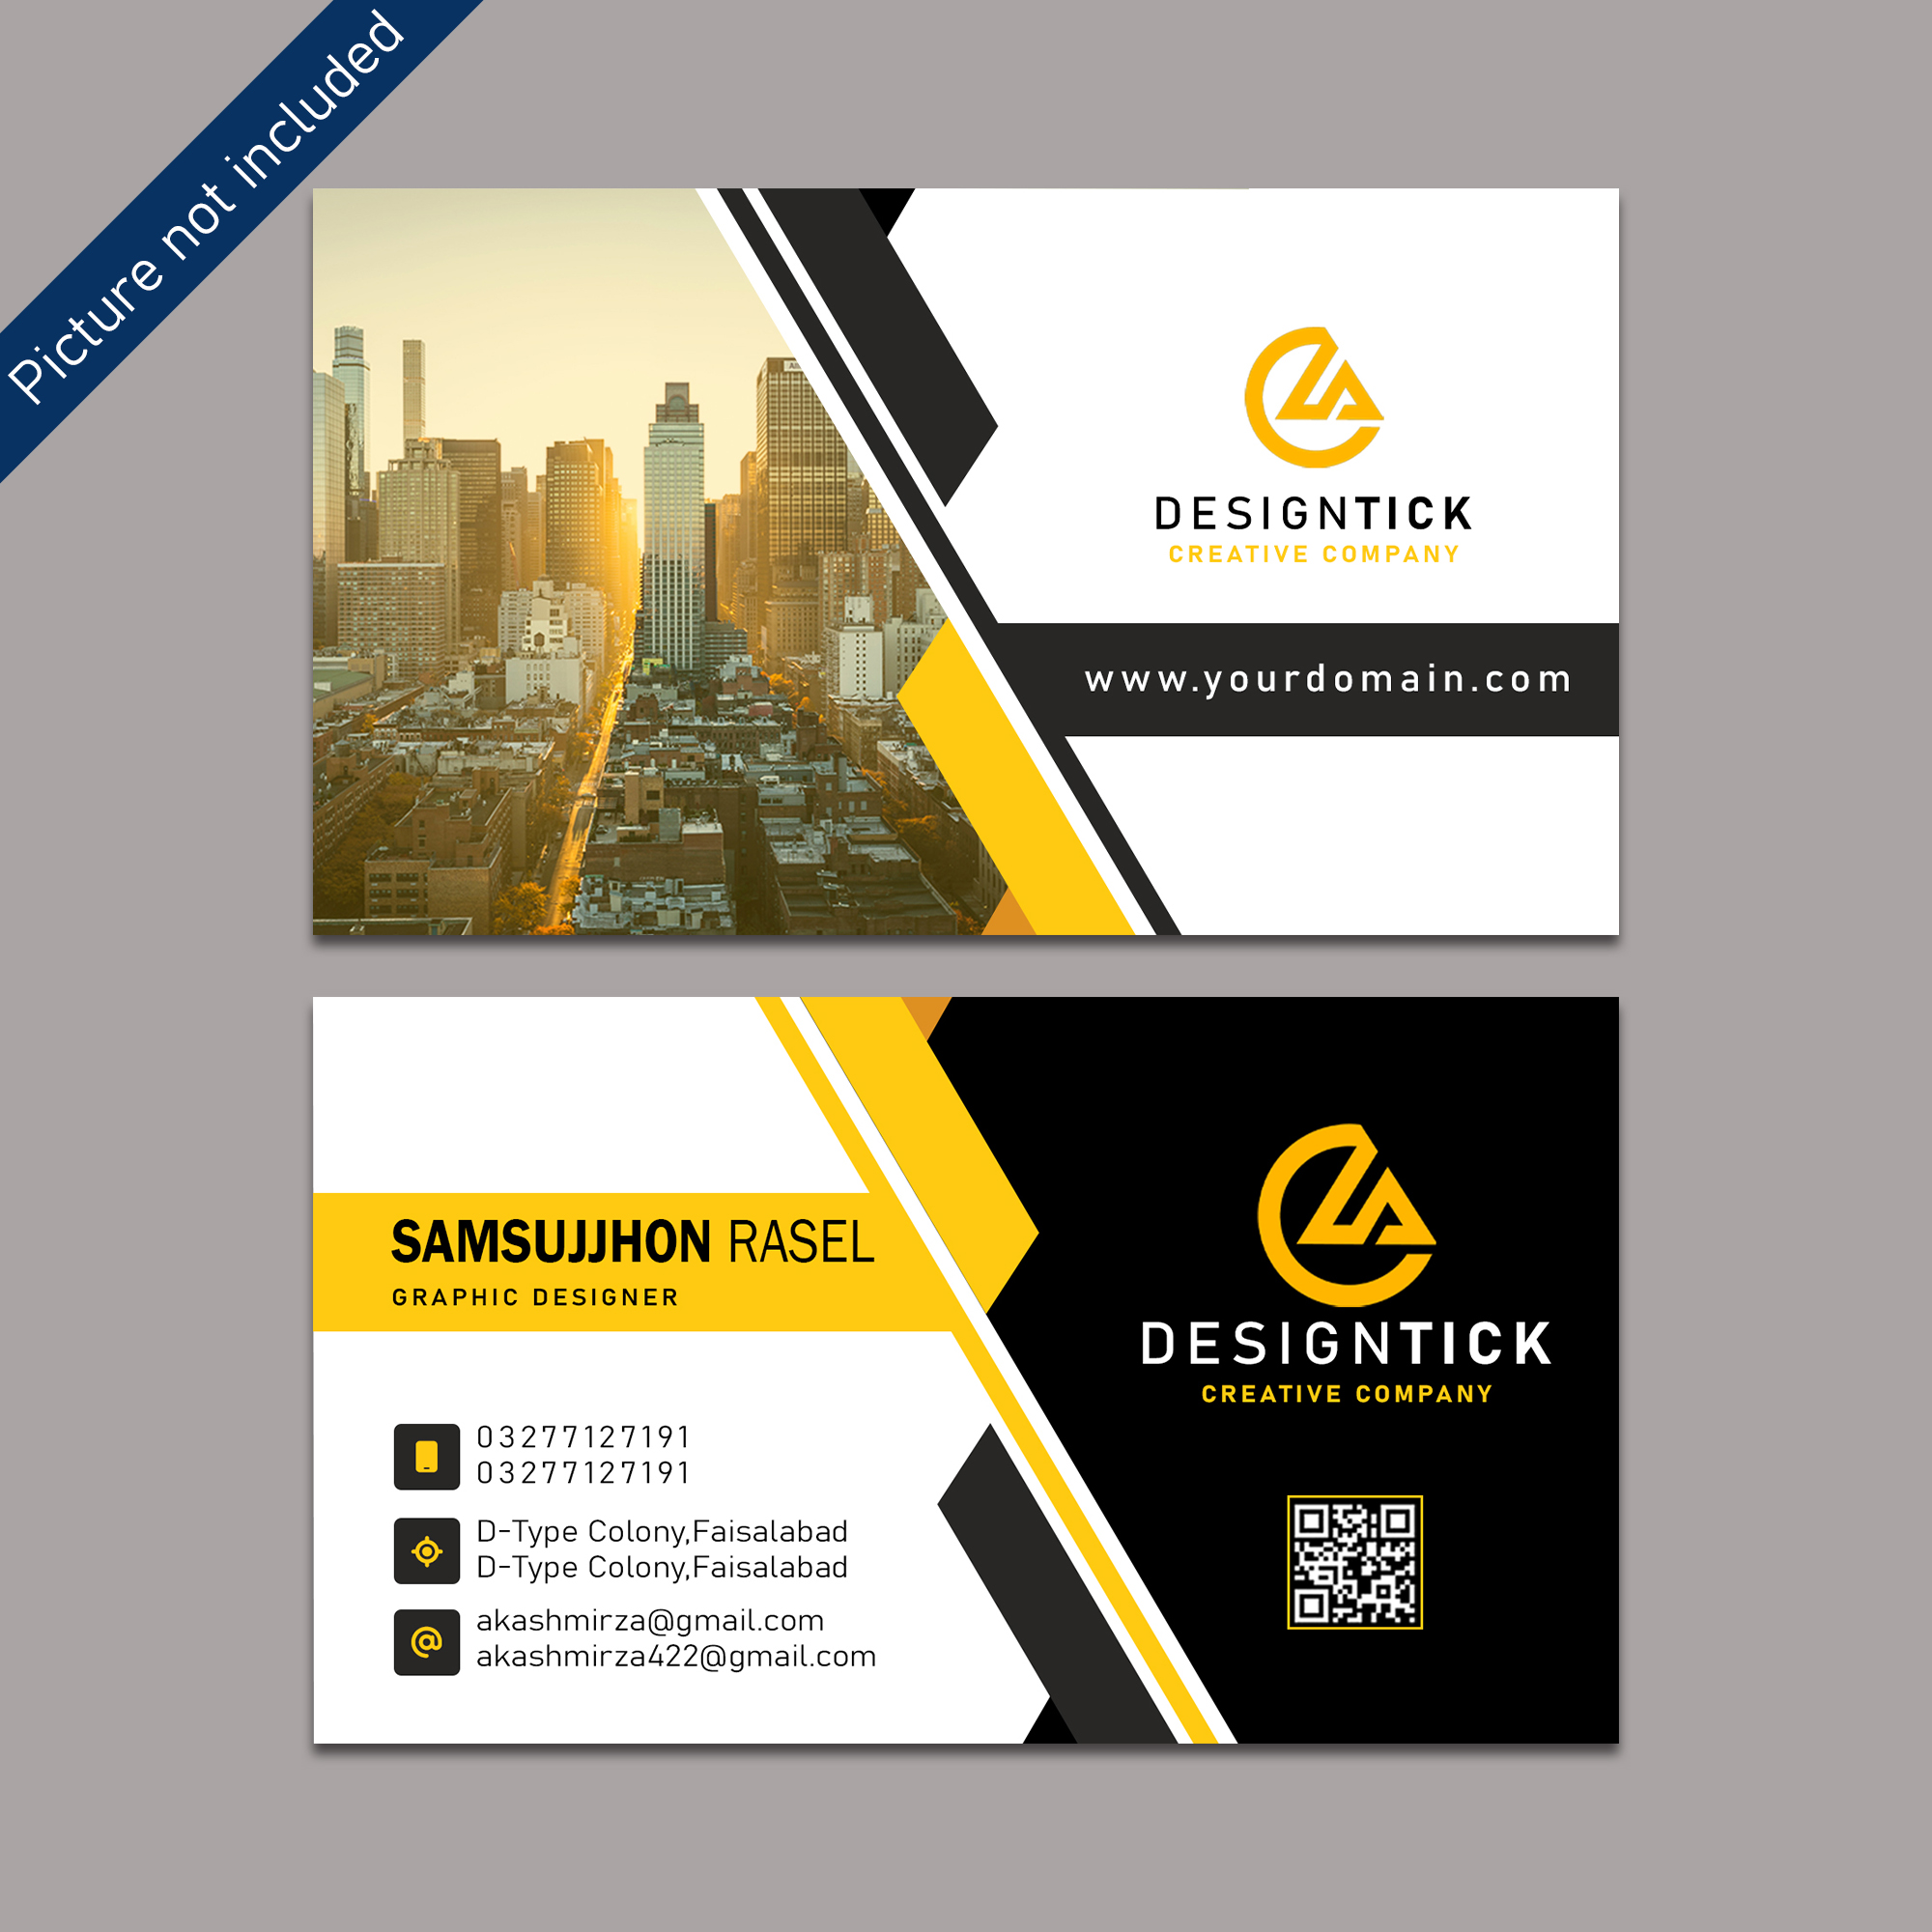 Picture not included
DESIGNTICK
CREATIVE COMPANY
www.yourdomain.com
SAMSUJJHON RASEL
GRAPHIC DESIGNER
03277127191
03277127191
D-Type Colony,Faisalabad
D-Type Colony,Faisalabad
akashmirza@gmail.com
akashmirza422@gmail.com
DESIGNTICK
CREATIVE COMPANY